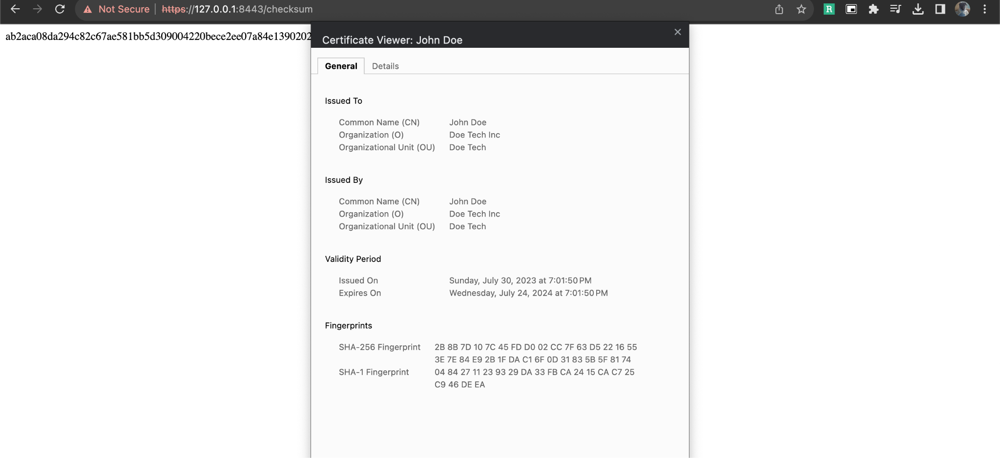 Not Secure | https://127.0.0.1:8443/checksum
R
ab2aca08da294c82c67ae581bb5d309004220bece2ee07a84e1390202
Certificate Viewer: John Doe
General Details
Issued To
Common Name (CN) John Doe
Organization (O) Doe Tech Inc
Organizational Unit (OU) Doe Tech
Issued By
Common Name (CN) John Doe
Organization (O) Doe Tech Inc
Organizational Unit (OU) Doe Tech
Validity Period
Issued On Sunday, July 30, 2023 at 7:01:50 PM
Expires On Wednesday, July 24, 2024 at 7:01:50 PM
Fingerprints
SHA-256 Fingerprint 2B 8B 7D 10 7C 45 FD D0 02 CC 7F 63 D5 22 16 55
3E 7E 84 E9 2B 1F DA C1 6F 0D 31 83 5B 5F 81 74
SHA-1 Fingerprint 04 84 27 11 23 93 29 DA 33 FB CA 24 15 CA C7 25
C9 46 DE EA